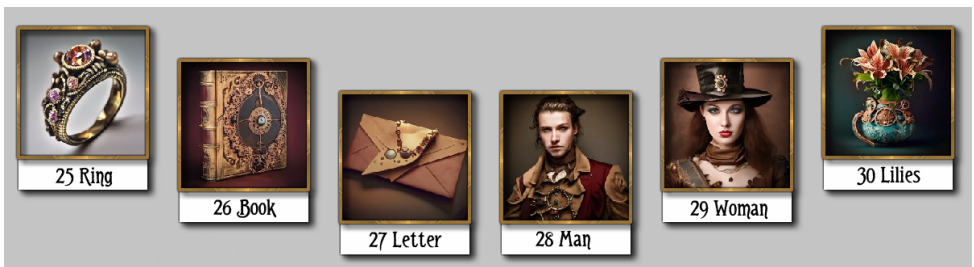 25 Ring
26 Book
27 Letter
28 Man
29 Woman
30 Lilies